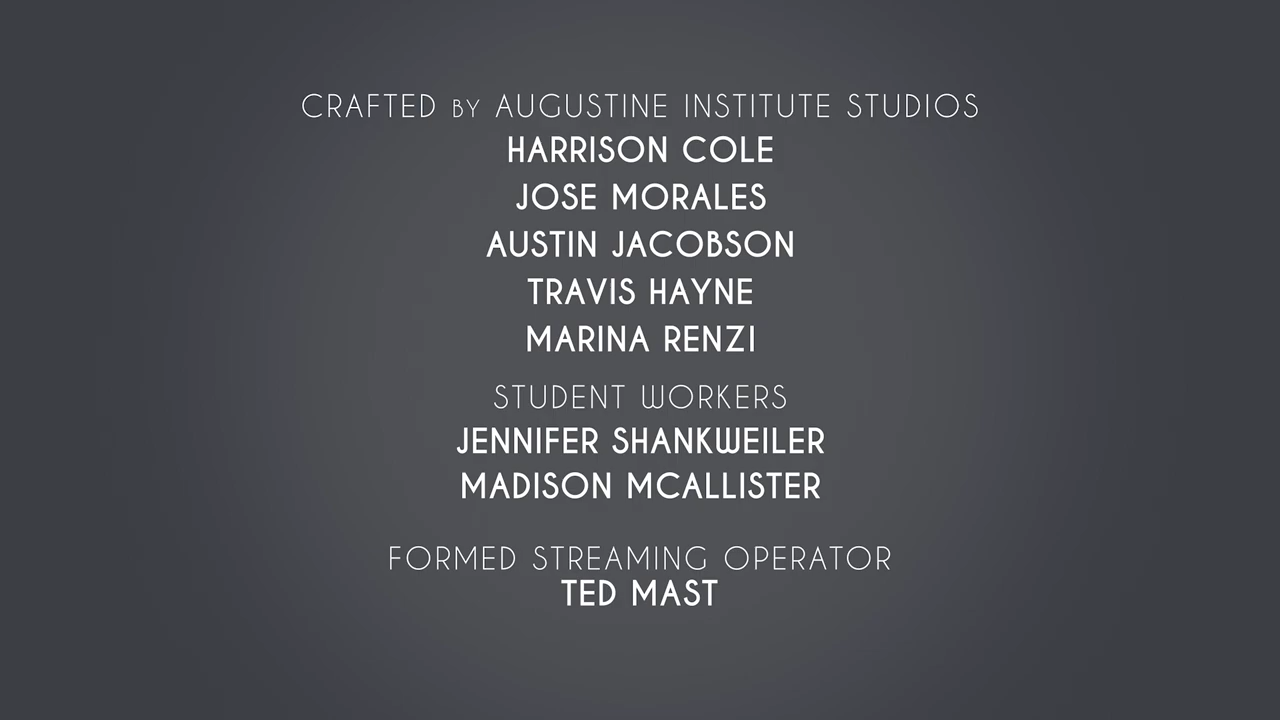 CRAFTED BY AUGUSTINE INSTITUTE STUDIOS
HARRISON COLE
JOSE MORALES
AUSTIN JACOBSON
TRAVIS HAYNE
MARINA RENZI
STUDENT WORKERS
JENNIFER SHANKWEILER
MADISON MCALLISTER
FORMED STREAMING OPERATOR
TED MAST